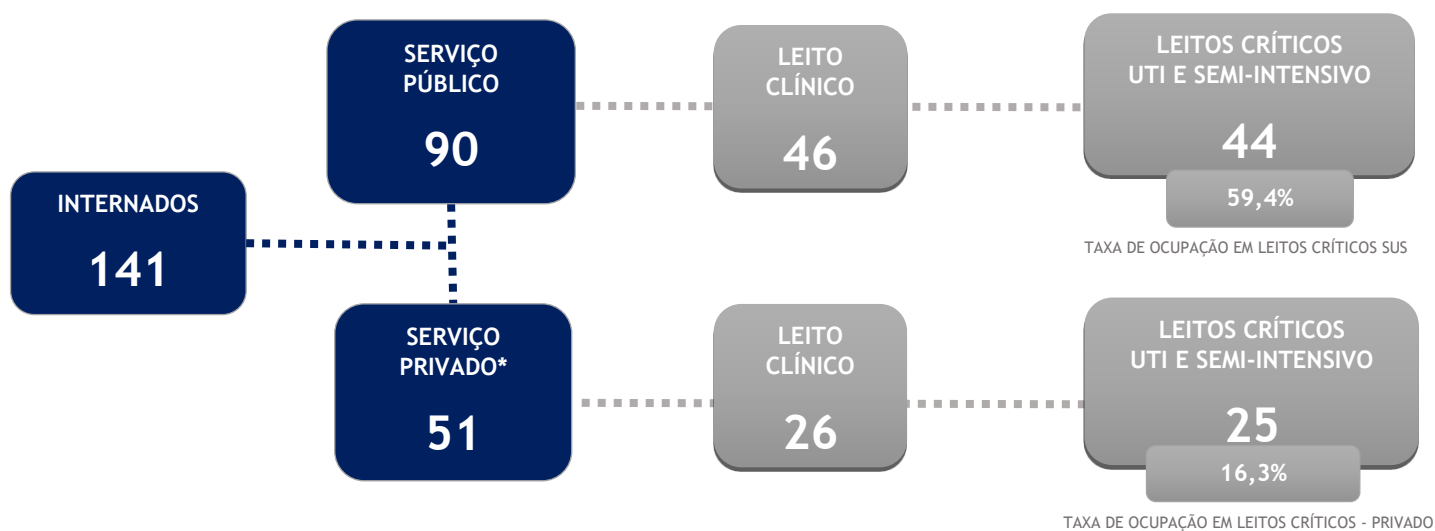 INTERNADOS
141
SERVIÇO
PÚBLICO
90
LEITO
CLÍNICO
46
LEITOS CRÍTICOS
UTI E SEMI-INTENSIVO
44
59,4%
TAXA DE OCUPAÇÃO EM LEITOS CRÍTICOS SUS
SERVIÇO
PRIVADO*
51
LEITO
CLÍNICO
26
LEITOS CRÍTICOS
UTI E SEMI-INTENSIVO
25
16,3%
TAXA DE OCUPAÇÃO EM LEITOS CRÍTICOS - PRIVADO